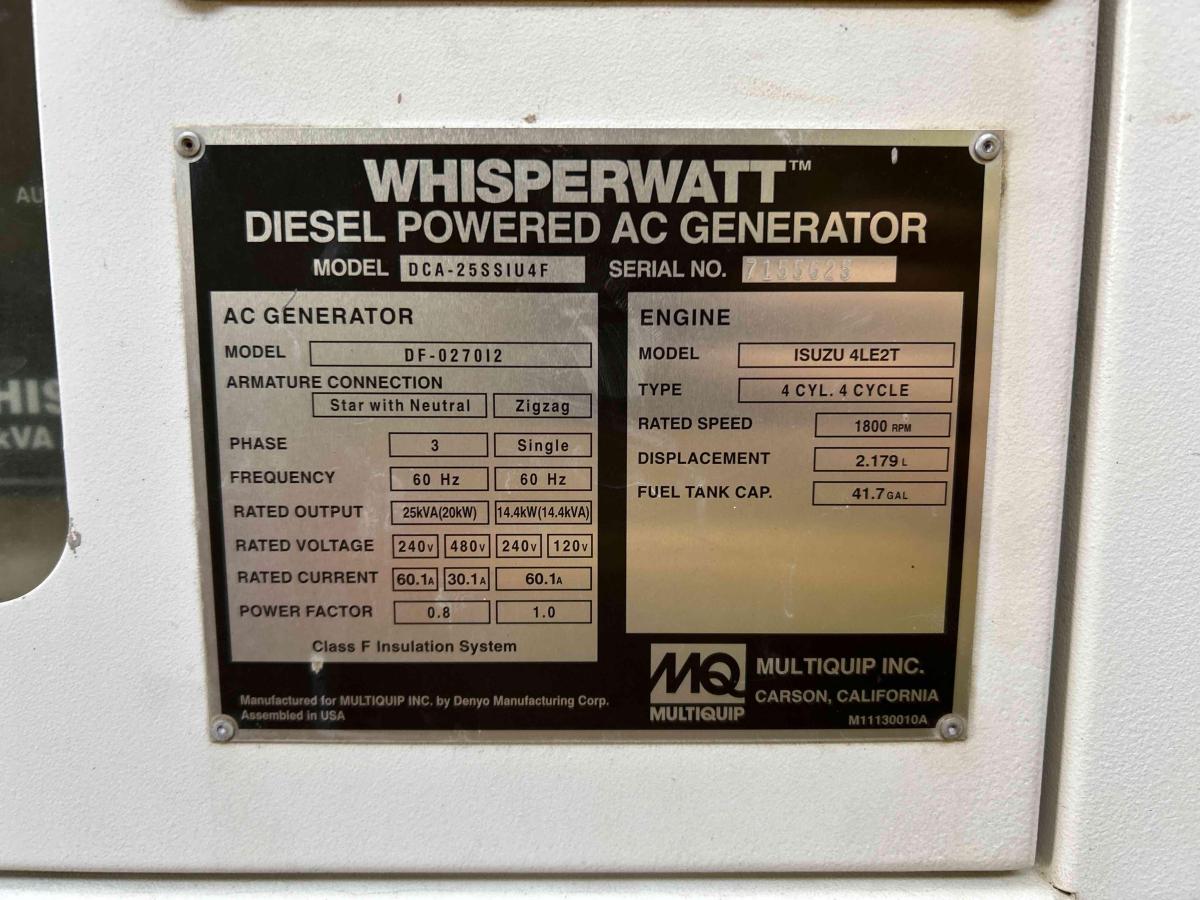 AU
HIS
kVA
WHISPERWATT™
DIESEL POWERED AC GENERATOR
MODEL DCA-25SSIU4F SERIAL NO. 7155625
AC GENERATOR
MODEL DF-0270I2
ARMATURE CONNECTION
Star with Neutral Zigzag
PHASE 3 Single
FREQUENCY 60 Hz 60 Hz
RATED OUTPUT 25kVA(20kW) 14.4kW(14.4kVA)
RATED VOLTAGE 240V 480V 240V 120V
RATED CURRENT 60.1A 30.1A 60.1A
POWER FACTOR 0.8 1.0
Class F Insulation System
ENGINE
MODEL ISUZU 4LE2T
TYPE 4 CYL. 4 CYCLE
RATED SPEED 1800 RPM
DISPLACEMENT 2.179 L
FUEL TANK CAP. 41.7 GAL
Manufactured for MULTIQUIP INC. by Denyo Manufacturing Corp.
Assembled in USA
MQ
MULTIQUIP
MULTIQUIP INC.
CARSON, CALIFORNIA
M11130010A